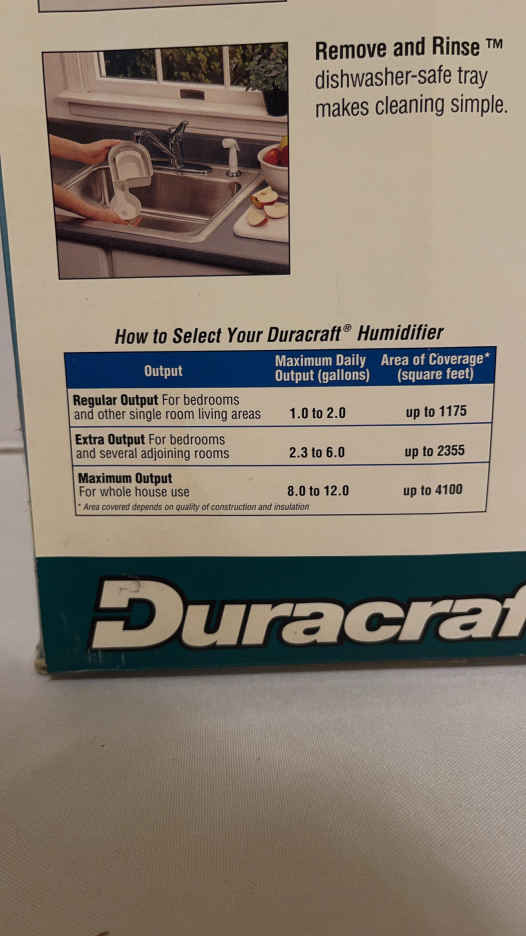 Remove and Rinse ™
dishwasher-safe tray
makes cleaning simple.
How to Select Your Duracraft® Humidifier
Output
Maximum Daily
Output (gallons)
Area of Coverage*
(square feet)
Regular Output For bedrooms
and other single room living areas
1.0 to 2.0
up to 1175
Extra Output For bedrooms
and several adjoining rooms
2.3 to 6.0
up to 2355
Maximum Output
For whole house use
8.0 to 12.0
up to 4100
* Area covered depends on quality of construction and insulation
Duracraf